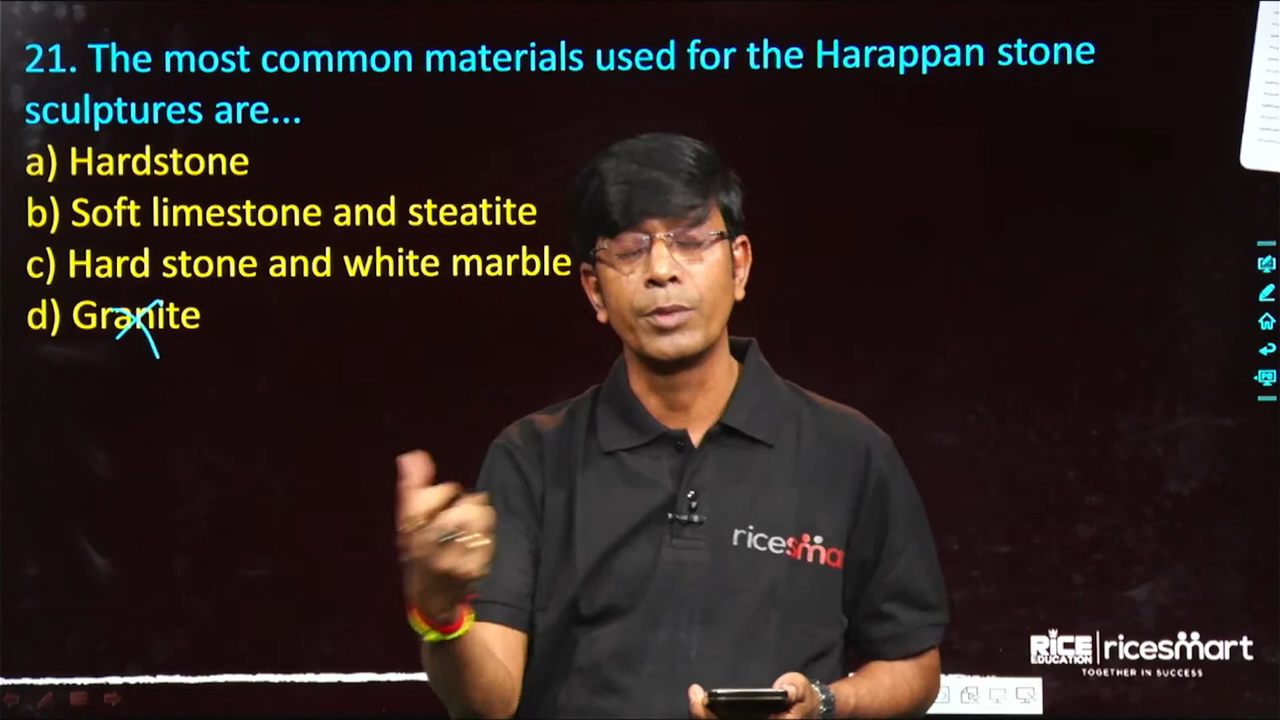 21. The most common materials used for the Harappan stone
sculptures are...
a) Hardstone
b) Soft limestone and steatite
c) Hard stone and white marble
d) Granite
ricesma
RICE EDUCATION
ricesmart
TOGETHER IN SUCCESS